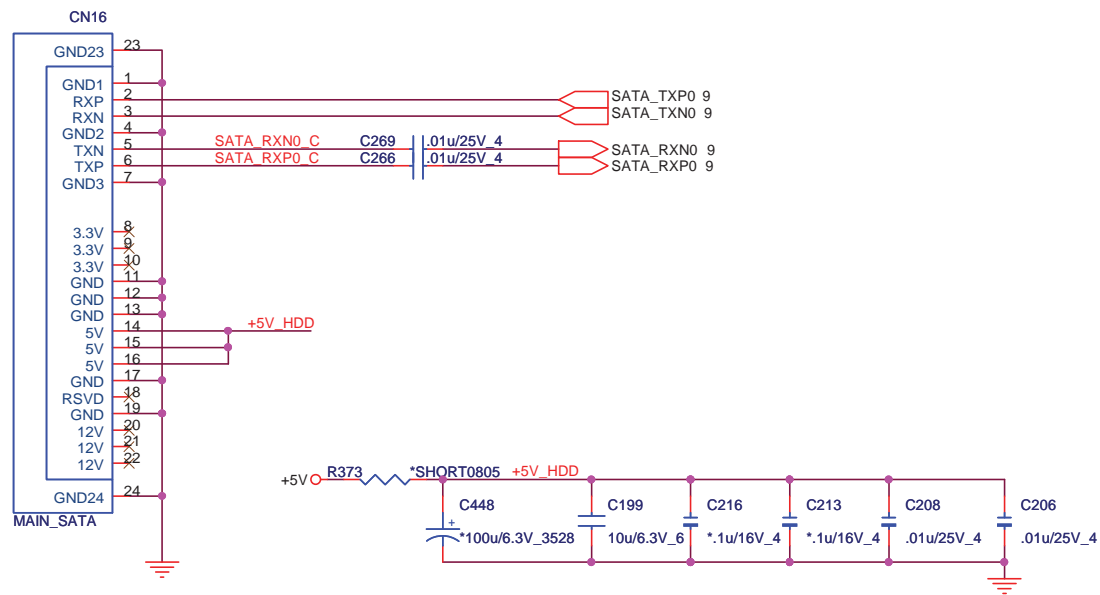 CN16
GND23 23
GND1 1
RXP 2
RXN 3
GND2 4
TXN 5
TXP 6
GND3 7
SATA_TXP0 9
SATA_TXN0 9
SATA_RXN0_C C269 .01u/25V_4 SATA_RXN0 9
SATA_RXP0_C C266 .01u/25V_4 SATA_RXP0 9
3.3V 8
3.3V 9
3.3V 10
GND 11
GND 12
GND 13
5V 14 +5V_HDD
5V 15
5V 16
GND 17
RSVD 18
GND 19
12V 20
12V 21
12V 22
GND24 24
MAIN_SATA
+5V R373 *SHORT0805 +5V_HDD
C448 C199 C216 C213 C208 C206
+
*100u/6.3V_3528 10u/6.3V_6 *.1u/16V_4 *.1u/16V_4 .01u/25V_4 .01u/25V_4